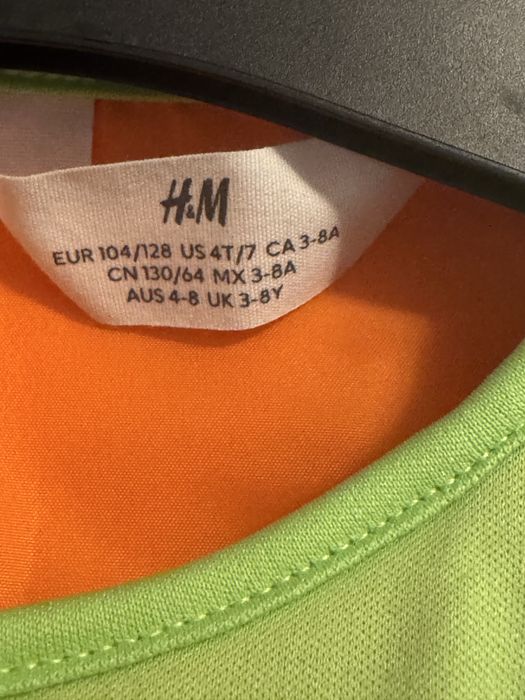 H&M
EUR 104/128 US 4T/7 CA 3-8A
CN 130/64 MX 3-8A
AUS 4-8 UK 3-8Y